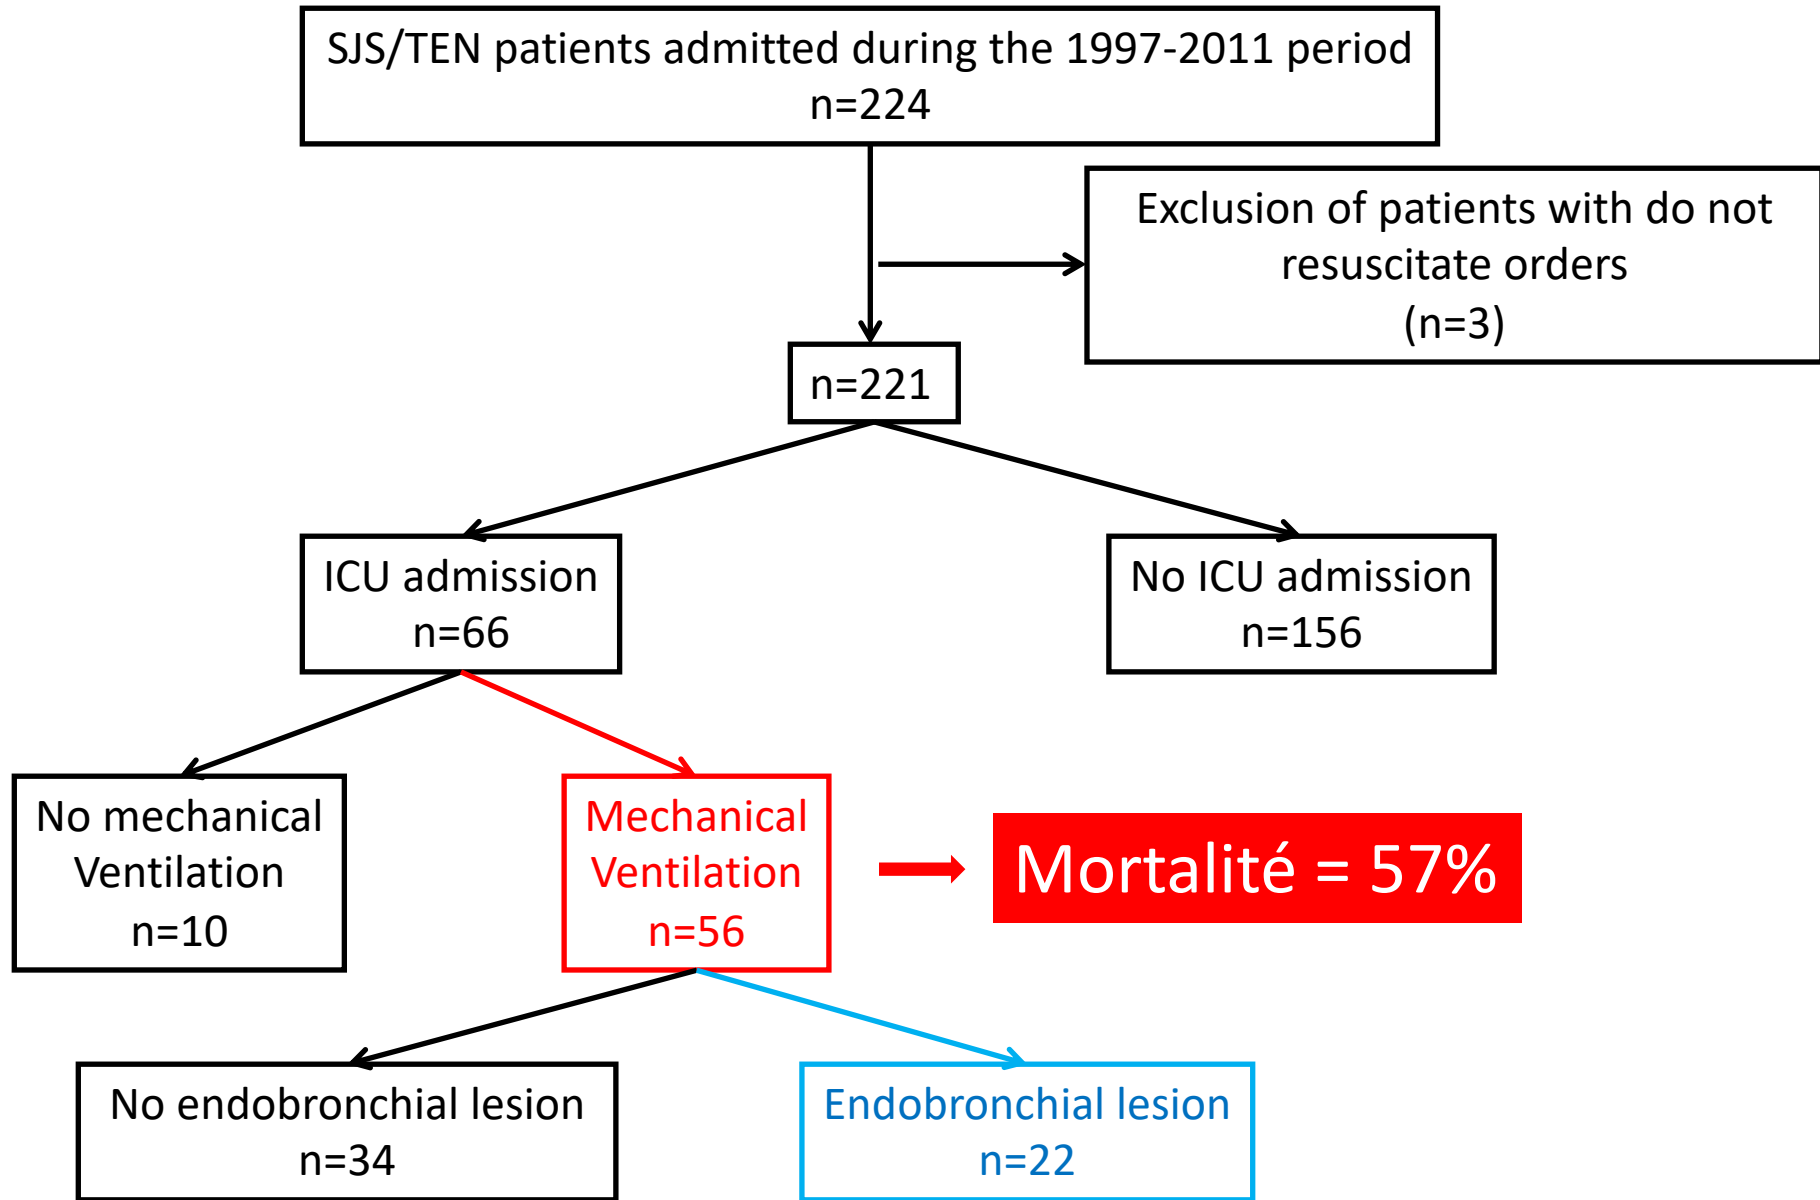 SJS/TEN patients admitted during the 1997-2011 period
n=224
Exclusion of patients with do not
resuscitate orders
(n=3)
n=221
ICU admission
n=66
No ICU admission
n=156
No mechanical
Ventilation
n=10
Mechanical
Ventilation
n=56
Mortalité = 57%
No endobronchial lesion
n=34
Endobronchial lesion
n=22